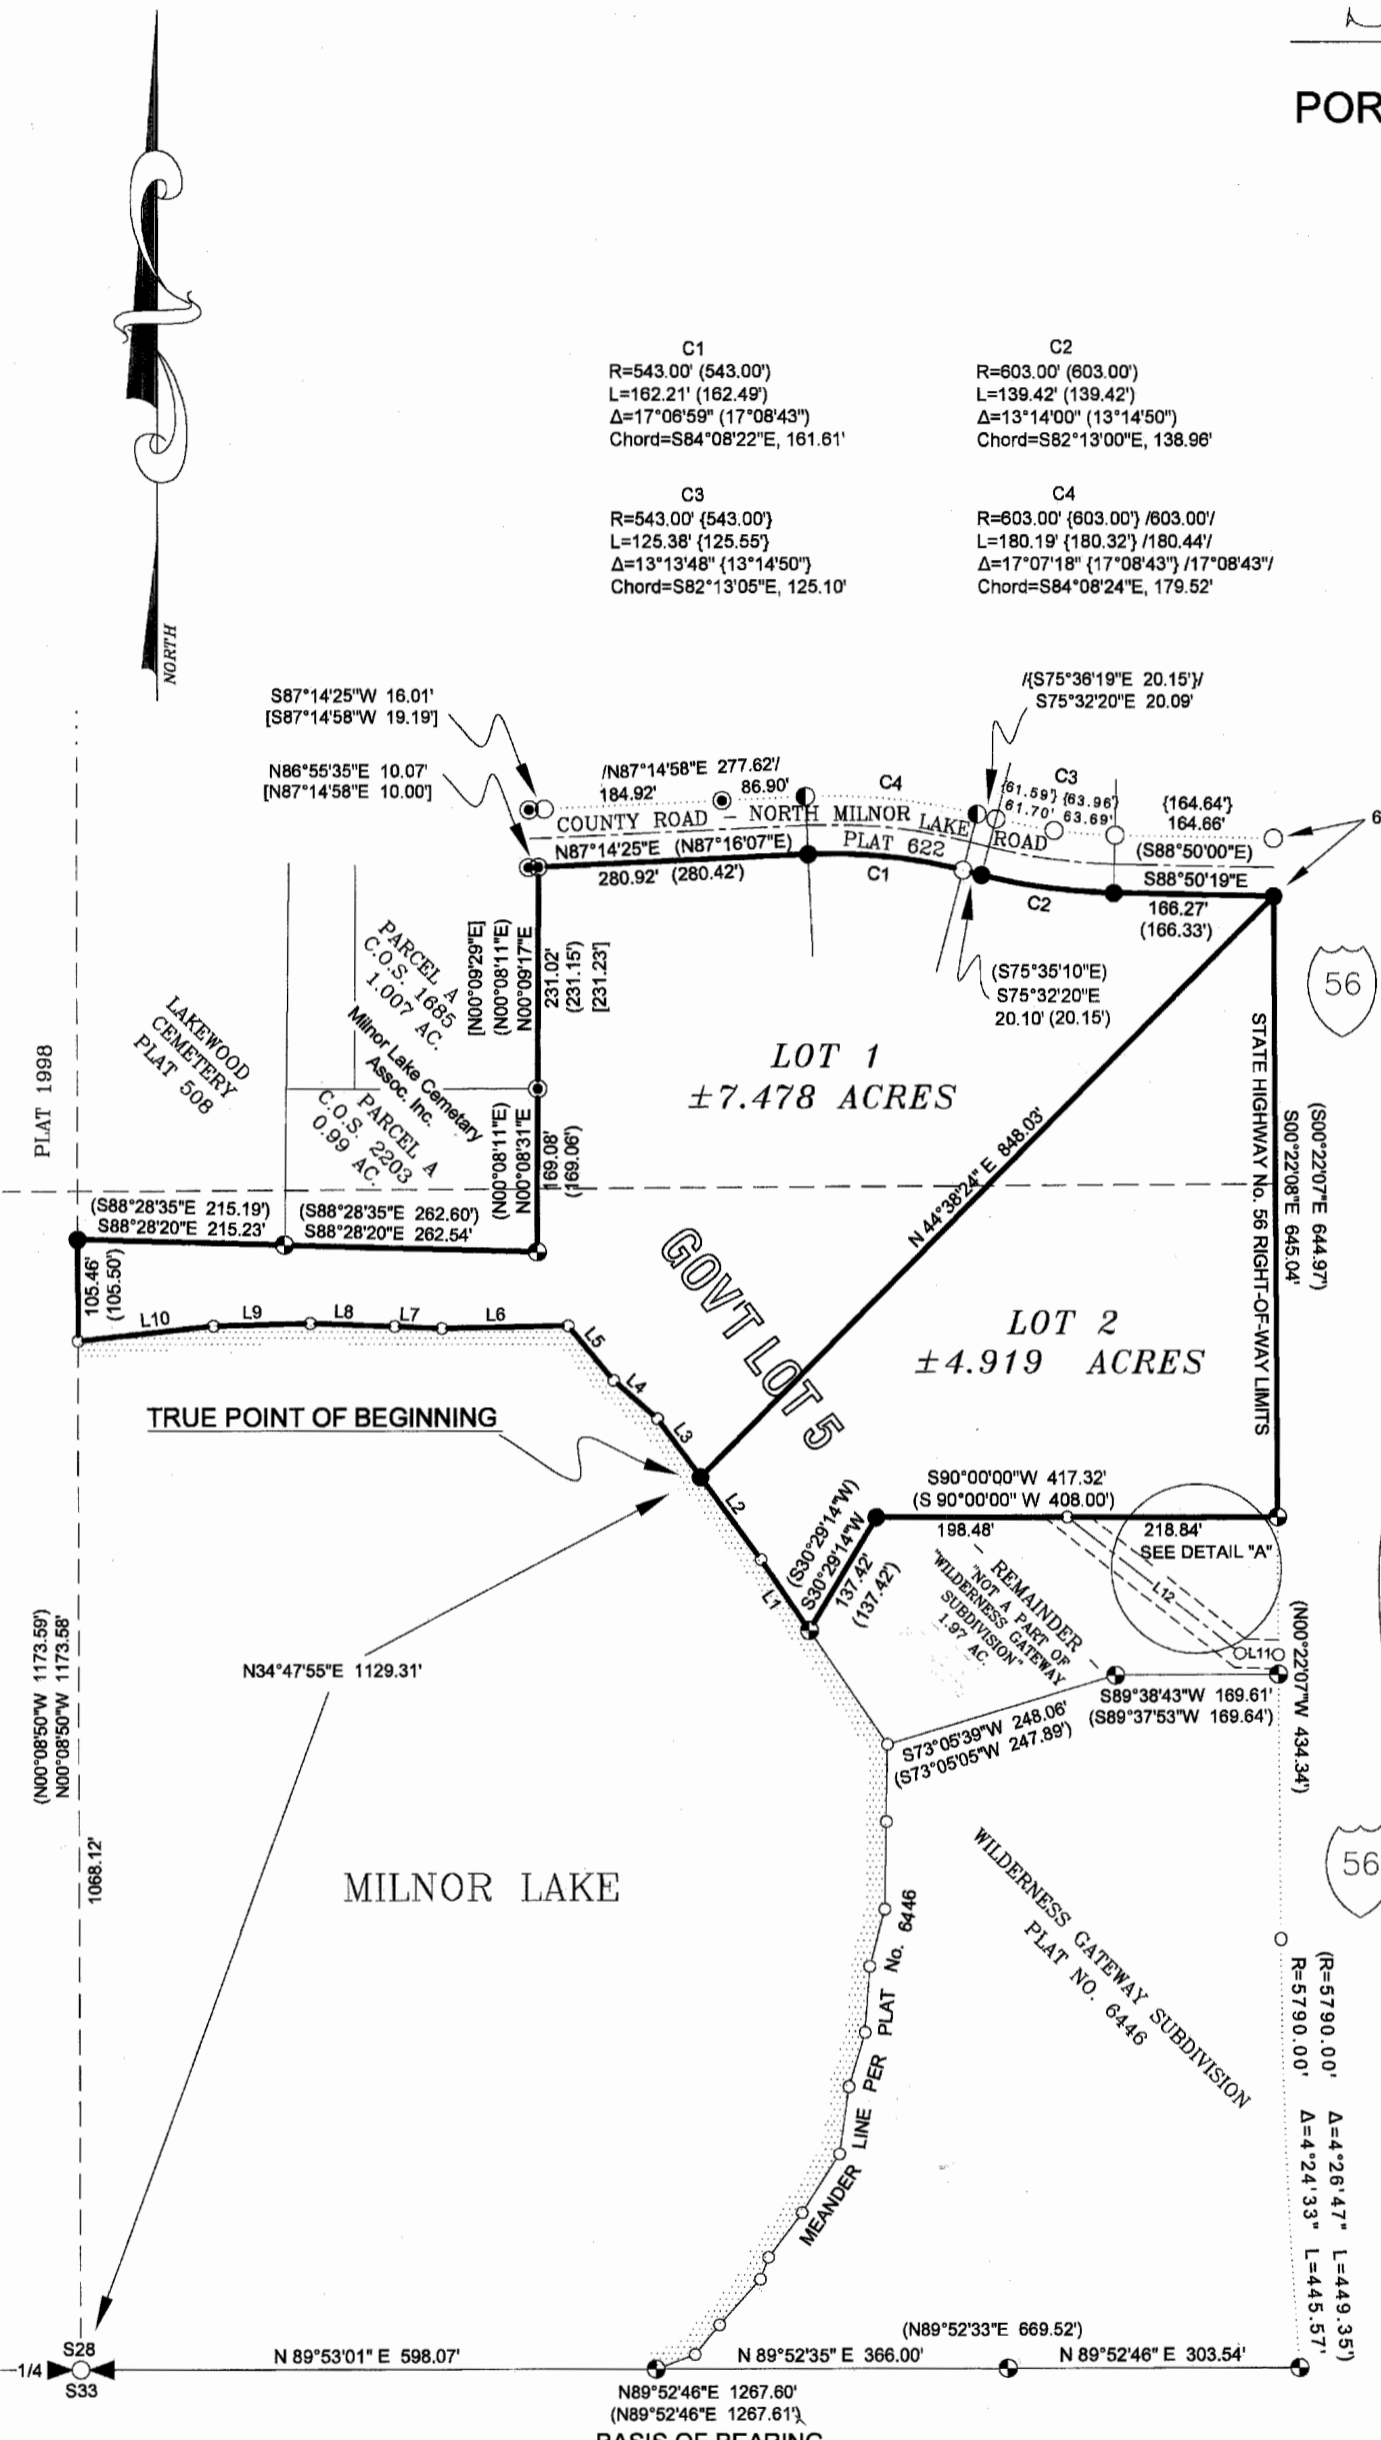 POR
C1
R=543.00' (543.00')
L=162.21' (162.49')
Δ=17°06'59" (17°08'43")
Chord=S84°08'22"E, 161.61'
C2
R=603.00' (603.00')
L=139.42' (139.42')
Δ=13°14'00" (13°14'50")
Chord=S82°13'00"E, 138.96'
C3
R=543.00' {543.00'}
L=125.38' {125.55'}
Δ=13°13'48" {13°14'50"}
Chord=S82°13'05"E, 125.10'
C4
R=603.00' {603.00'} /603.00'/
L=180.19' {180.32'} /180.44'/
Δ=17°07'18" {17°08'43"} /17°08'43"/
Chord=S84°08'24"E, 179.52'
NORTH
S87°14'25"W 16.01'
[S87°14'58"W 19.19']
N86°55'35"E 10.07'
[N87°14'58"E 10.00']
/{S75°36'19"E 20.15'}/
S75°32'20"E 20.09'
/N87°14'58"E 277.62'/
184.92'
86.90'
C4
C3
{61.59'} {63.96'}
61.70' 63.69'
{164.64'}
164.66'
6
COUNTY ROAD – NORTH MILNOR LAKE ROAD
PLAT 622
N87°14'25"E (N87°16'07"E)
280.92' (280.42')
C1
C2
(S88°50'00"E)
S88°50'19"E
166.27'
(166.33')
(S75°35'10"E)
S75°32'20"E
20.10' (20.15')
[N00°09'29"E]
(N00°08'11"E)
N00°09'17"E
231.02'
(231.15')
[231.23']
PARCEL A
C.O.S. 1685
1.007 AC.
Milnor Lake Cemetary
Assoc. Inc.
LAKEWOOD
CEMETERY
PLAT 508
PARCEL A
C.O.S. 2203
0.99 AC.
PLAT 1998
(N00°08'11"E)
N00°08'31"E
169.08'
(169.06')
LOT 1
±7.478 ACRES
56
STATE HIGHWAY No. 56 RIGHT-OF-WAY LIMITS
(S00°22'07"E 644.97')
S00°22'08"E 645.04'
N 44°38'24" E 848.03'
(S88°28'35"E 215.19')
S88°28'20"E 215.23'
(S88°28'35"E 262.60')
S88°28'20"E 262.54'
105.46'
(105.50')
L10
L9
L8
L7
L6
L5
L4
L3
L2
L1
GOV'T LOT 5
LOT 2
±4.919 ACRES
TRUE POINT OF BEGINNING
S90°00'00"W 417.32'
(S 90°00'00" W 408.00')
198.48'
218.84'
SEE DETAIL "A"
(S30°29'14"W)
S30°29'14"W
137.42'
(137.42')
REMAINDER
"NOT A PART OF
"WILDERNESS GATEWAY
SUBDIVISION"
1.97 AC.
L12
L11
N34°47'55"E 1129.31'
S89°38'43"W 169.61'
(S89°37'53"W 169.64')
S73°05'39"W 248.06'
(S73°05'05"W 247.89')
(N00°22'07"W 434.34')
(N00°08'50"W 1173.59')
N00°08'50"W 1173.58'
1068.12'
MILNOR LAKE
WILDERNESS GATEWAY SUBDIVISION
PLAT NO. 6446
56
MEANDER LINE PER PLAT No. 6446
(R=5790.00' Δ=4°26'47" L=449.35')
R=5790.00' Δ=4°24'33" L=445.57'
(N89°52'33"E 669.52')
S28
1/4
S33
N 89°53'01" E 598.07'
N 89°52'35" E 366.00'
N 89°52'46" E 303.54'
N89°52'46"E 1267.60'
(N89°52'46"E 1267.61')
BASIS OF BEARING